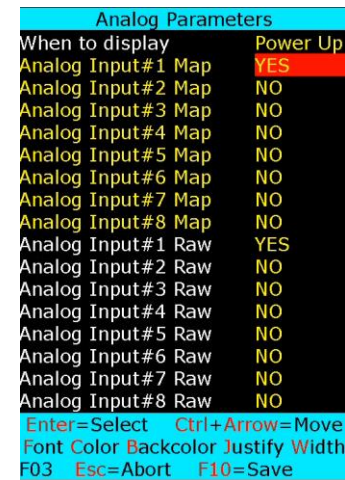 Analog Parameters
When to display Power Up
Analog Input#1 Map YES
Analog Input#2 Map NO
Analog Input#3 Map NO
Analog Input#4 Map NO
Analog Input#5 Map NO
Analog Input#6 Map NO
Analog Input#7 Map NO
Analog Input#8 Map NO
Analog Input#1 Raw YES
Analog Input#2 Raw NO
Analog Input#3 Raw NO
Analog Input#4 Raw NO
Analog Input#5 Raw NO
Analog Input#6 Raw NO
Analog Input#7 Raw NO
Analog Input#8 Raw NO
Enter=Select Ctrl+Arrow=Move
Font Color Backcolor Justify Width
F03 Esc=Abort F10=Save